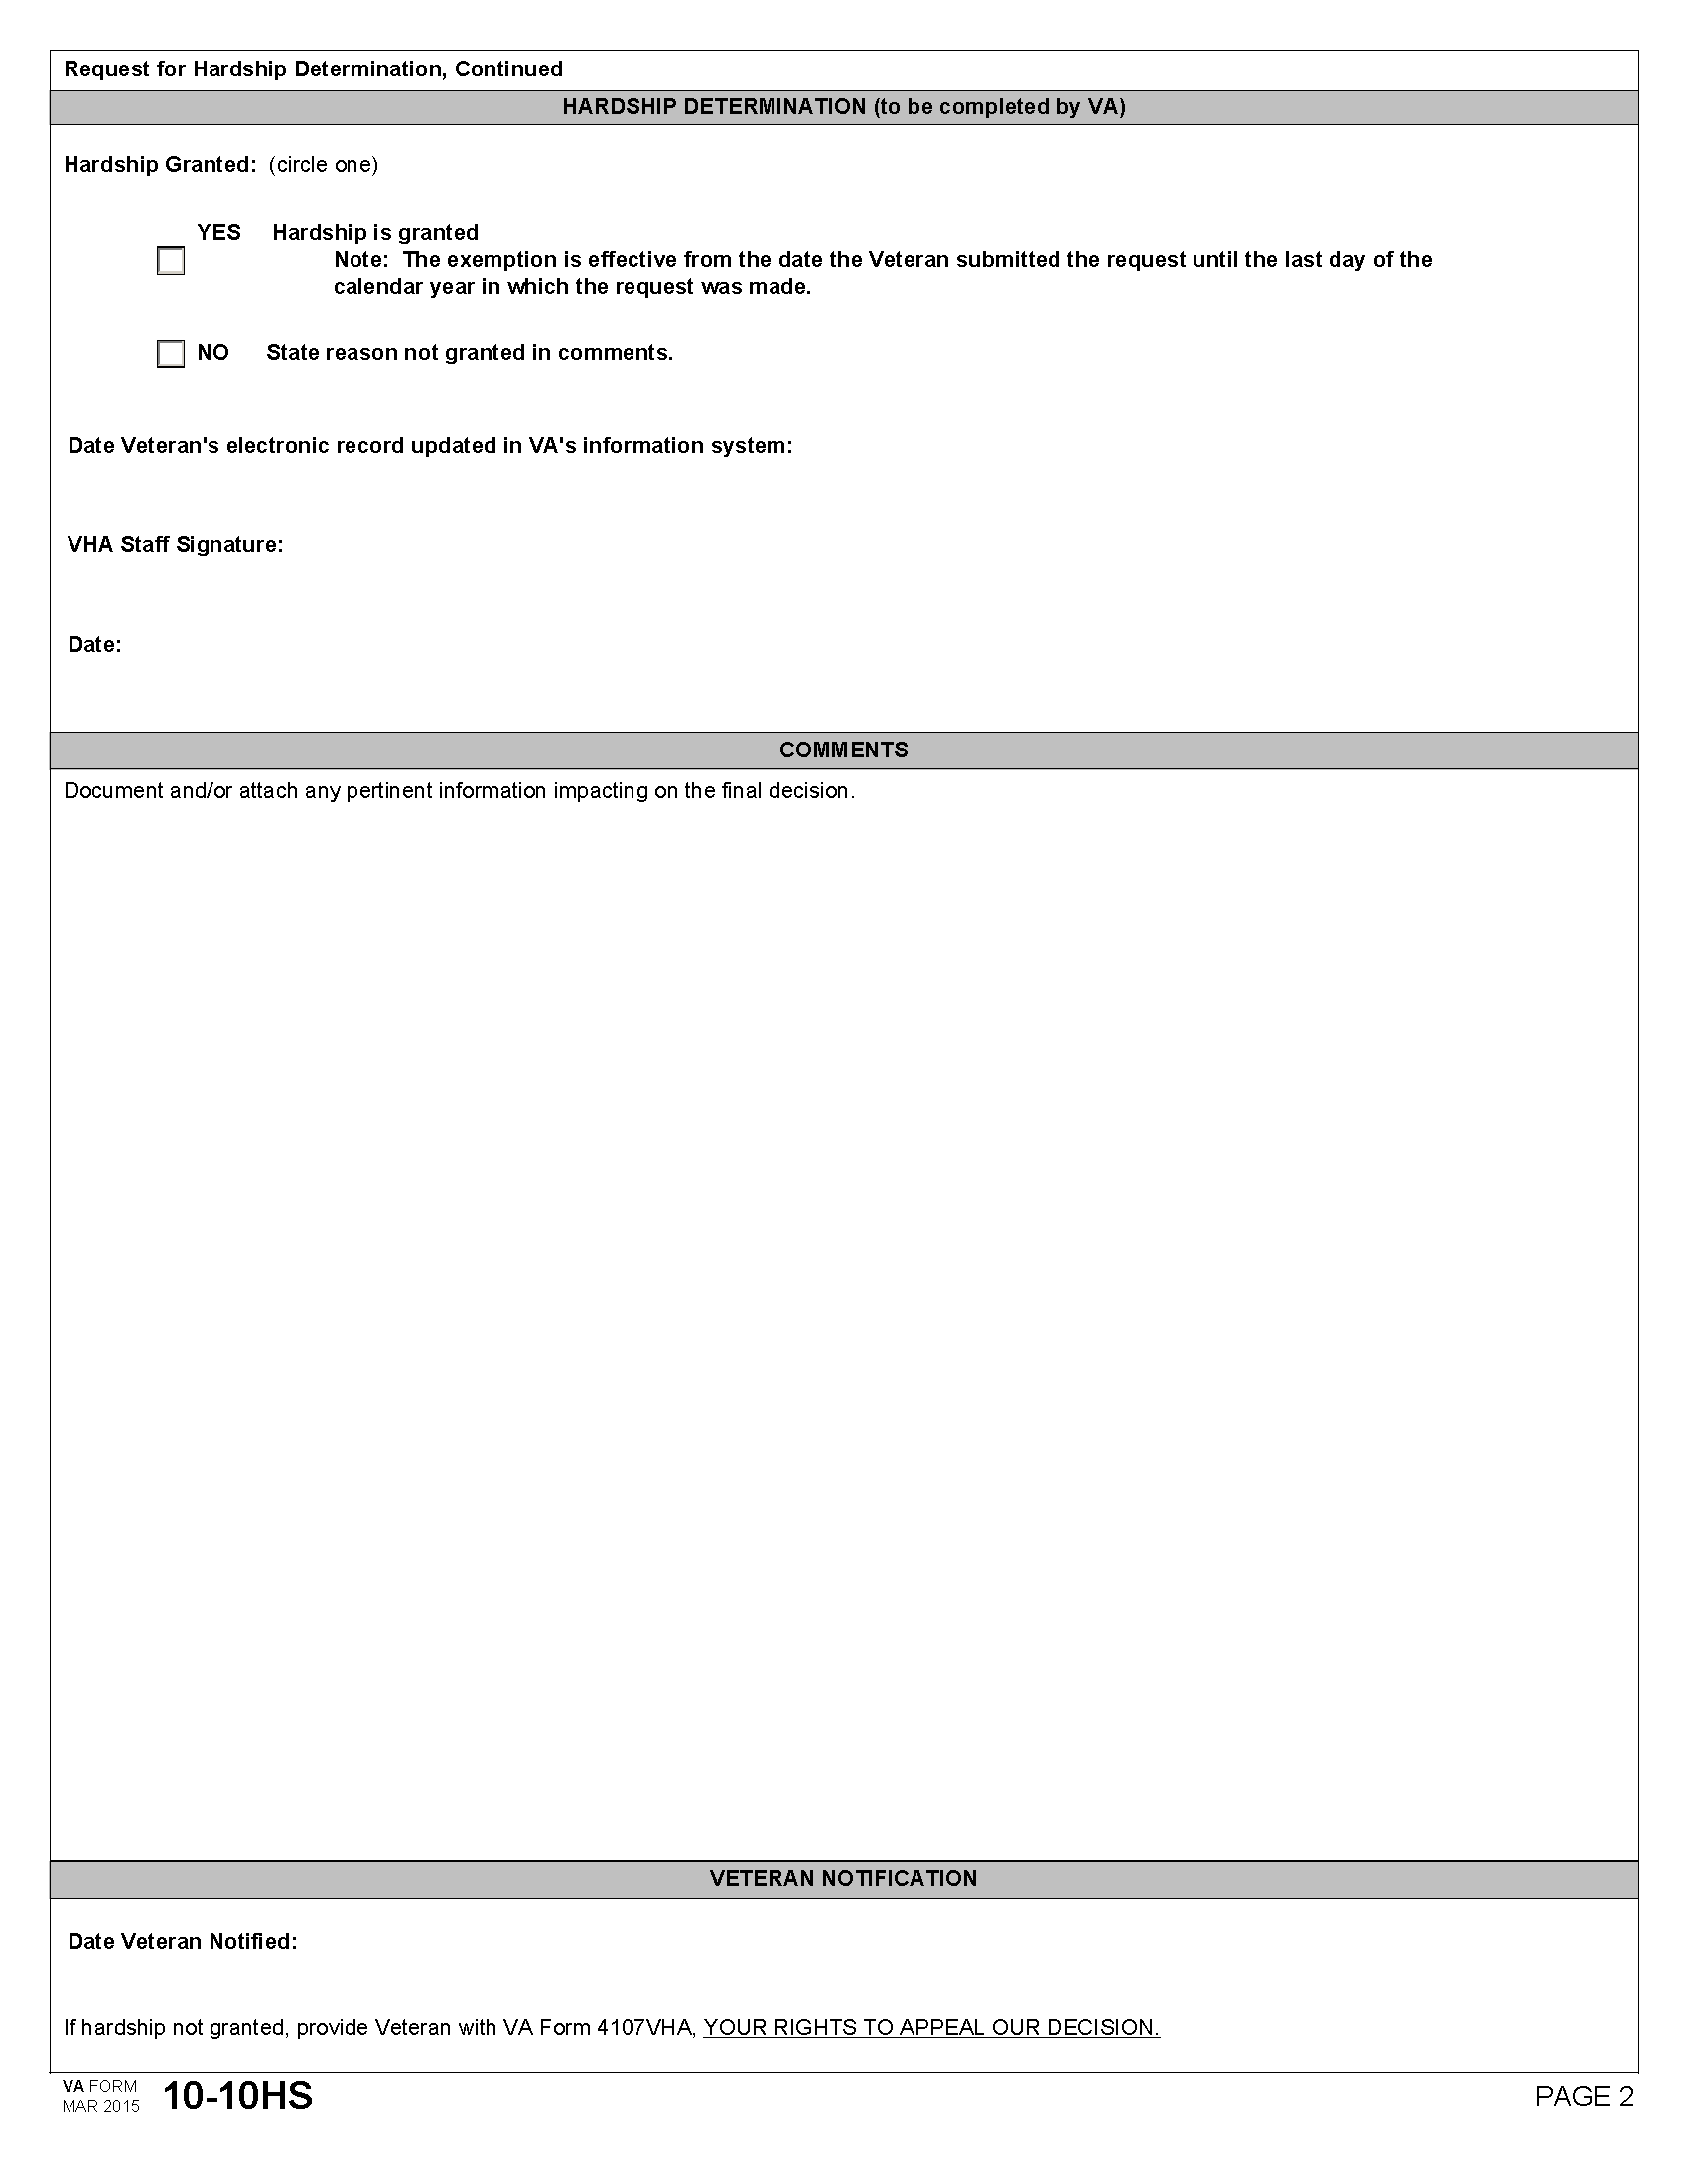 Request for Hardship Determination, Continued
HARDSHIP DETERMINATION (to be completed by VA)
Hardship Granted: (circle one)
YES Hardship is granted
Note: The exemption is effective from the date the Veteran submitted the request until the last day of the
calendar year in which the request was made.
NO State reason not granted in comments.
Date Veteran's electronic record updated in VA's information system:
VHA Staff Signature:
Date:
COMMENTS
Document and/or attach any pertinent information impacting on the final decision.
VETERAN NOTIFICATION
Date Veteran Notified:
If hardship not granted, provide Veteran with VA Form 4107VHA, YOUR RIGHTS TO APPEAL OUR DECISION.
VA FORM
MAR 2015 10-10HS
PAGE 2